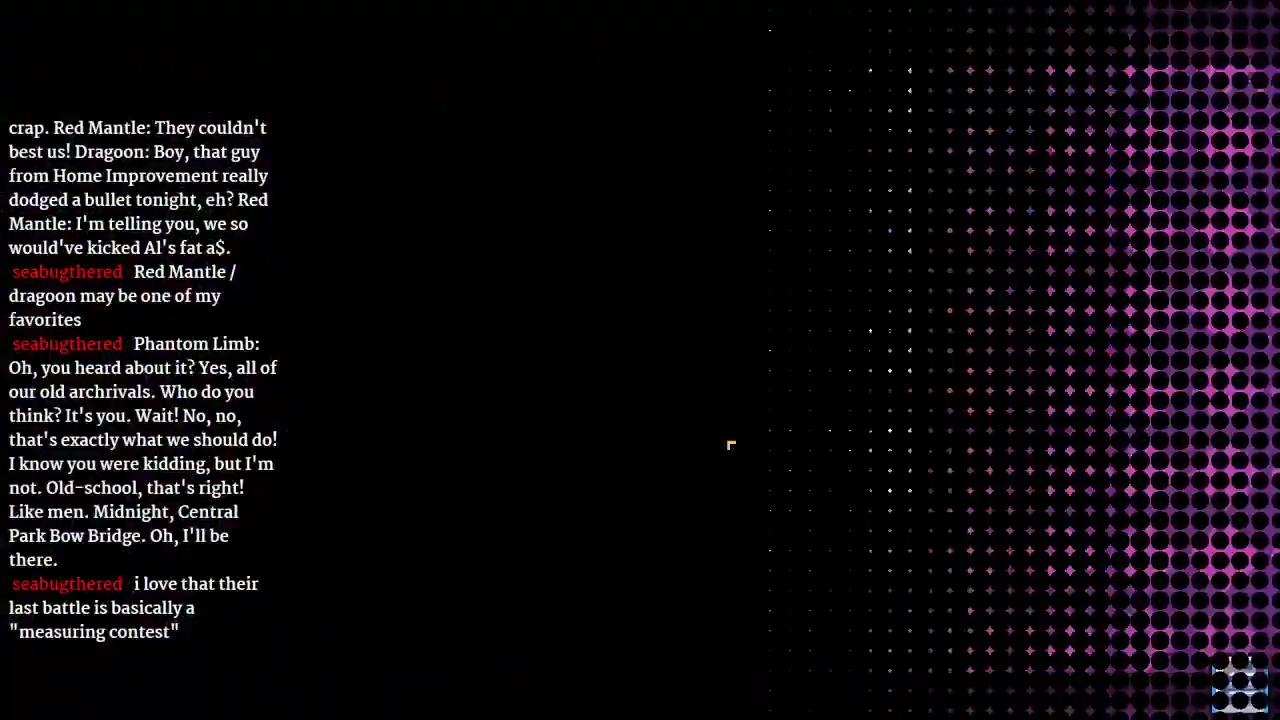 crap. Red Mantle: They couldn't
best us! Dragoon: Boy, that guy
from Home Improvement really
dodged a bullet tonight, eh? Red
Mantle: I'm telling you, we so
would've kicked Al's fat a$.
seabugthered Red Mantle /
dragoon may be one of my
favorites
seabugthered Phantom Limb:
Oh, you heard about it? Yes, all of
our old archrivals. Who do you
think? It's you. Wait! No, no,
that's exactly what we should do!
I know you were kidding, but I'm
not. Old-school, that's right!
Like men. Midnight, Central
Park Bow Bridge. Oh, I'll be
there.
seabugthered i love that their
last battle is basically a
"measuring contest"